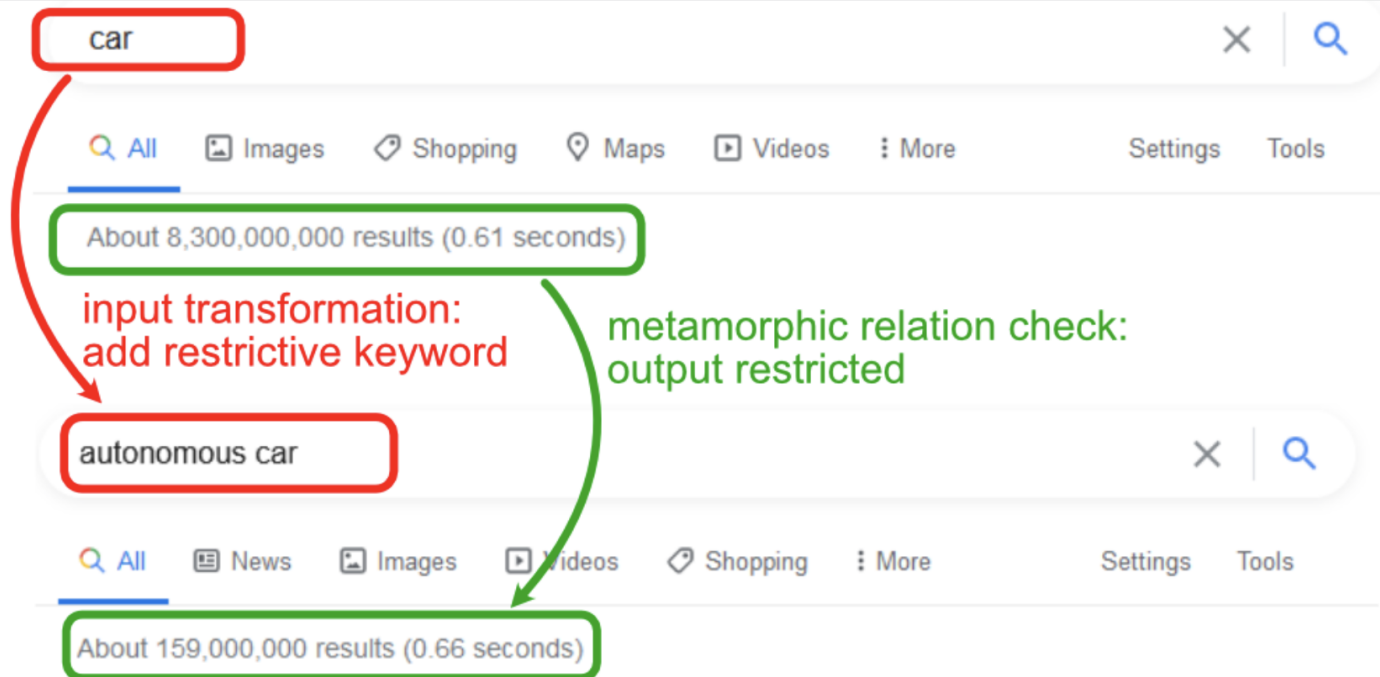 car
All Images Shopping Maps Videos More Settings Tools
About 8,300,000,000 results (0.61 seconds)
input transformation:
add restrictive keyword
metamorphic relation check:
output restricted
autonomous car
All News Images Videos Shopping More Settings Tools
About 159,000,000 results (0.66 seconds)